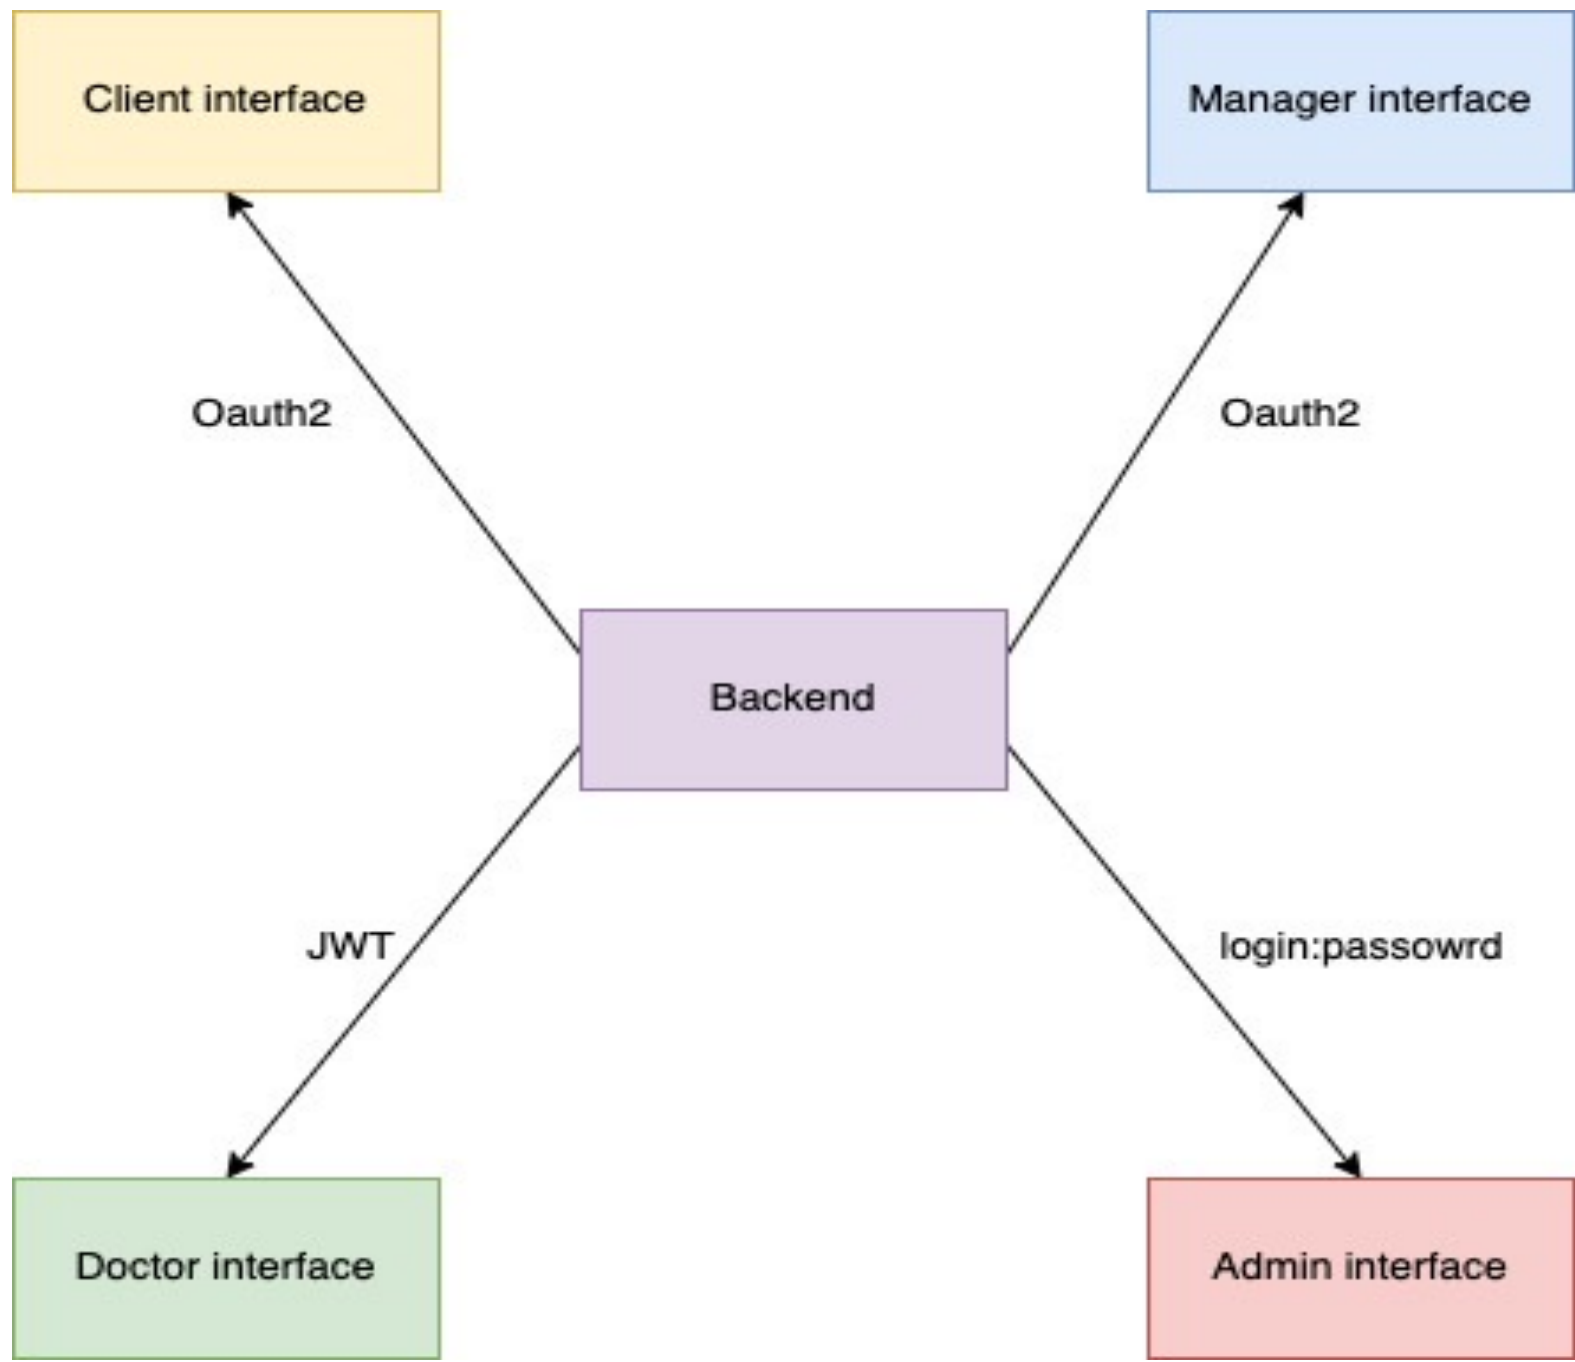 Client interface
Manager interface
Oauth2
Oauth2
Backend
JWT
login:passowrd
Doctor interface
Admin interface